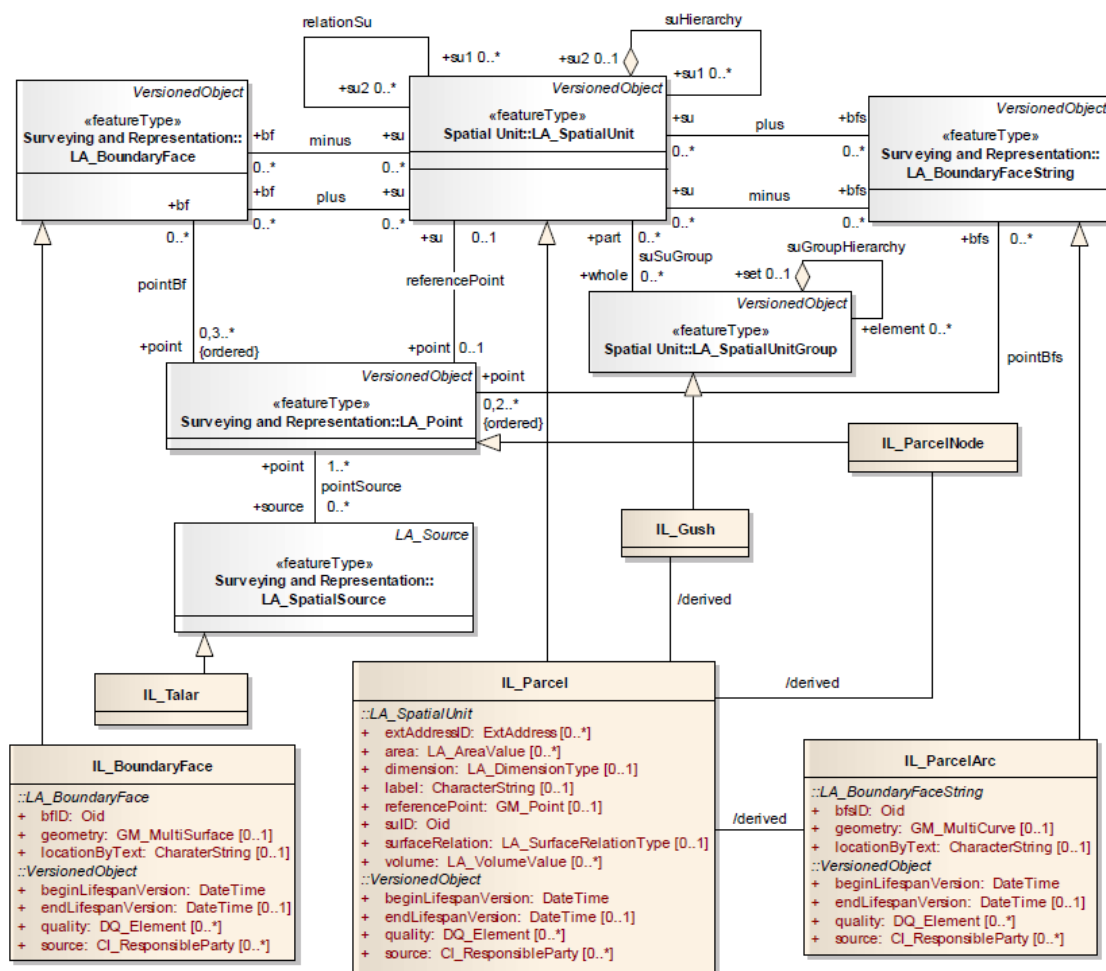 relationSu
suHierarchy
+su1 0..*
+su2 0..1
+su2 0..*
+su1 0..*
VersionedObject
«featureType»
Surveying and Representation::
LA_BoundaryFace
VersionedObject
«featureType»
Spatial Unit::LA_SpatialUnit
VersionedObject
«featureType»
Surveying and Representation::
LA_BoundaryFaceString
+bf
minus
+su
0..*
0..*
+bf
plus
+su
0..*
0..*
+su
plus
+bfs
0..*
0..*
+su
minus
+bfs
0..*
0..*
+bf
0..*
pointBf
0,3..*
+point
{ordered}
+su
0..1
referencePoint
+point
0..1
+part
0..*
suSuGroup
+whole
0..*
suGroupHierarchy
+set 0..1
+element 0..*
+bfs
0..*
pointBfs
VersionedObject
«featureType»
Spatial Unit::LA_SpatialUnitGroup
VersionedObject
«featureType»
Surveying and Representation::LA_Point
+point
0,2..*
{ordered}
IL_ParcelNode
+point
1..*
pointSource
+source
0..*
LA_Source
«featureType»
Surveying and Representation::
LA_SpatialSource
IL_Gush
/derived
/derived
/derived
IL_Talar
IL_BoundaryFace
::LA_BoundaryFace
+ bfID: Oid
+ geometry: GM_MultiSurface [0..1]
+ locationByText: CharaterString [0..1]
::VersionedObject
+ beginLifespanVersion: DateTime
+ endLifespanVersion: DateTime [0..1]
+ quality: DQ_Element [0..*]
+ source: CI_ResponsibleParty [0..*]
IL_Parcel
::LA_SpatialUnit
+ extAddressID: ExtAddress [0..*]
+ area: LA_AreaValue [0..*]
+ dimension: LA_DimensionType [0..1]
+ label: CharacterString [0..1]
+ referencePoint: GM_Point [0..1]
+ suID: Oid
+ surfaceRelation: LA_SurfaceRelationType [0..1]
+ volume: LA_VolumeValue [0..*]
::VersionedObject
+ beginLifespanVersion: DateTime
+ endLifespanVersion: DateTime [0..1]
+ quality: DQ_Element [0..*]
+ source: CI_ResponsibleParty [0..*]
IL_ParcelArc
::LA_BoundaryFaceString
+ bfsID: Oid
+ geometry: GM_MultiCurve [0..1]
+ locationByText: CharacterString [0..1]
::VersionedObject
+ beginLifespanVersion: DateTime
+ endLifespanVersion: DateTime [0..1]
+ quality: DQ_Element [0..*]
+ source: CI_ResponsibleParty [0..*]